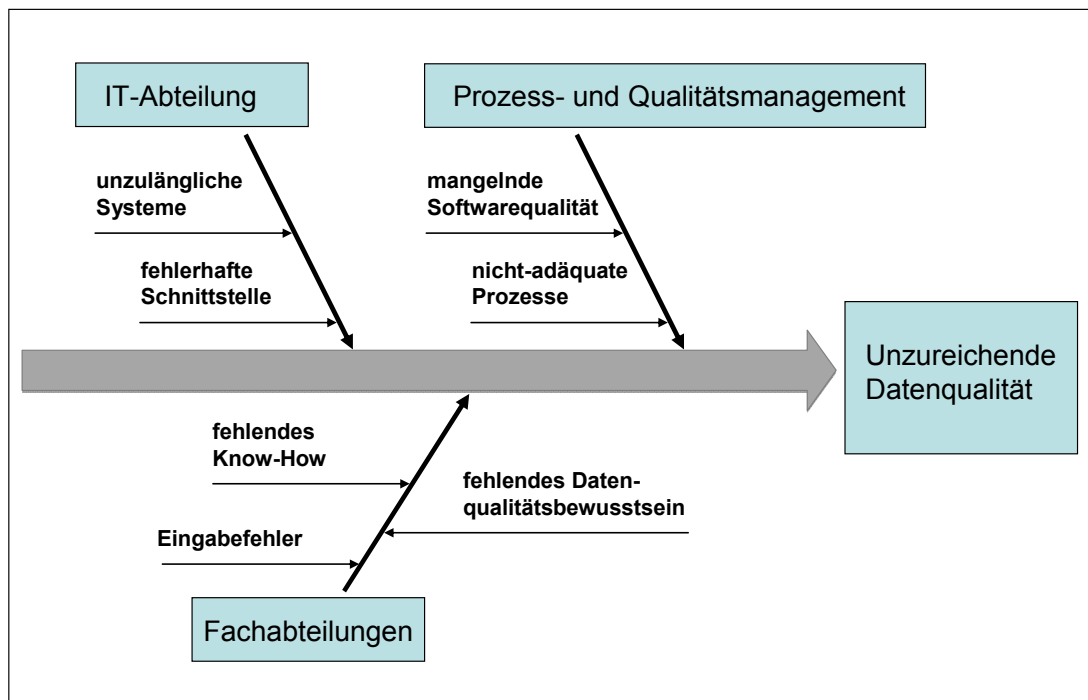 IT-Abteilung
Prozess- und Qualitätsmanagement
unzulängliche
Systeme
fehlerhafte
Schnittstelle
mangelnde
Softwarequalität
nicht-adäquate
Prozesse
Unzureichende
Datenqualität
fehlendes
Know-How
fehlendes Daten-
qualitätsbewusstsein
Eingabefehler
Fachabteilungen